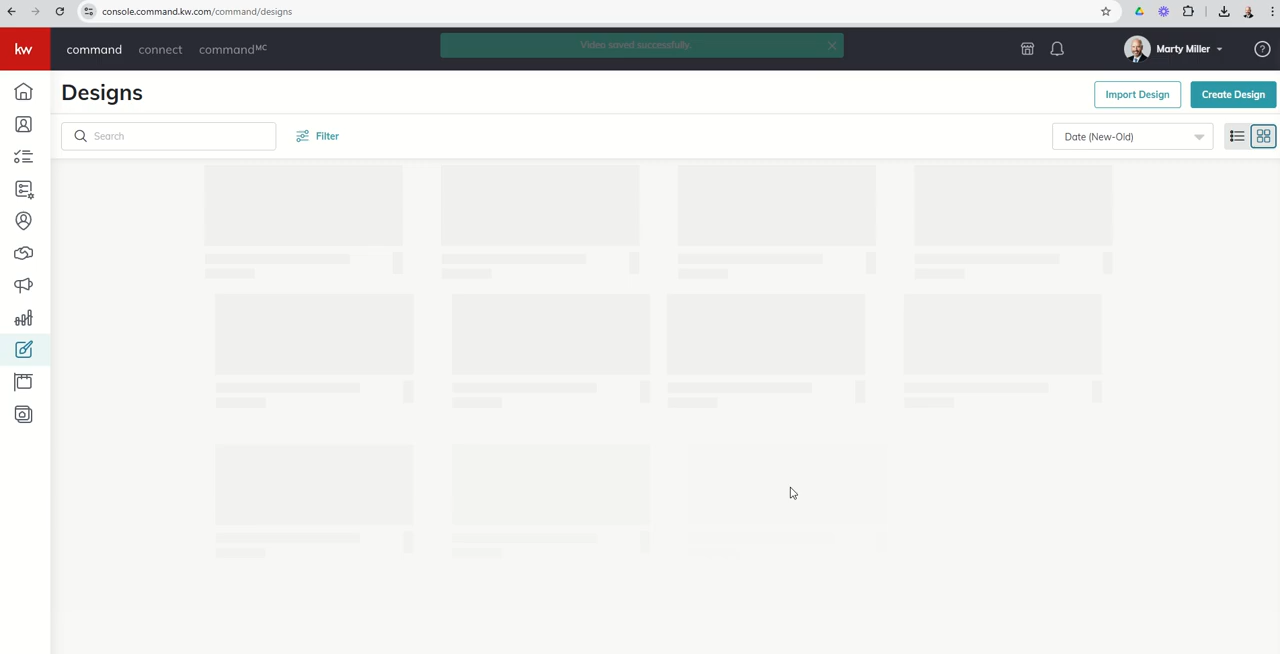 console.command.kw.com/command/designs
kw command connect commandMC Video saved successfully. Marty Miller ?
Designs
Import Design Create Design
Search Filter Date (New-Old)